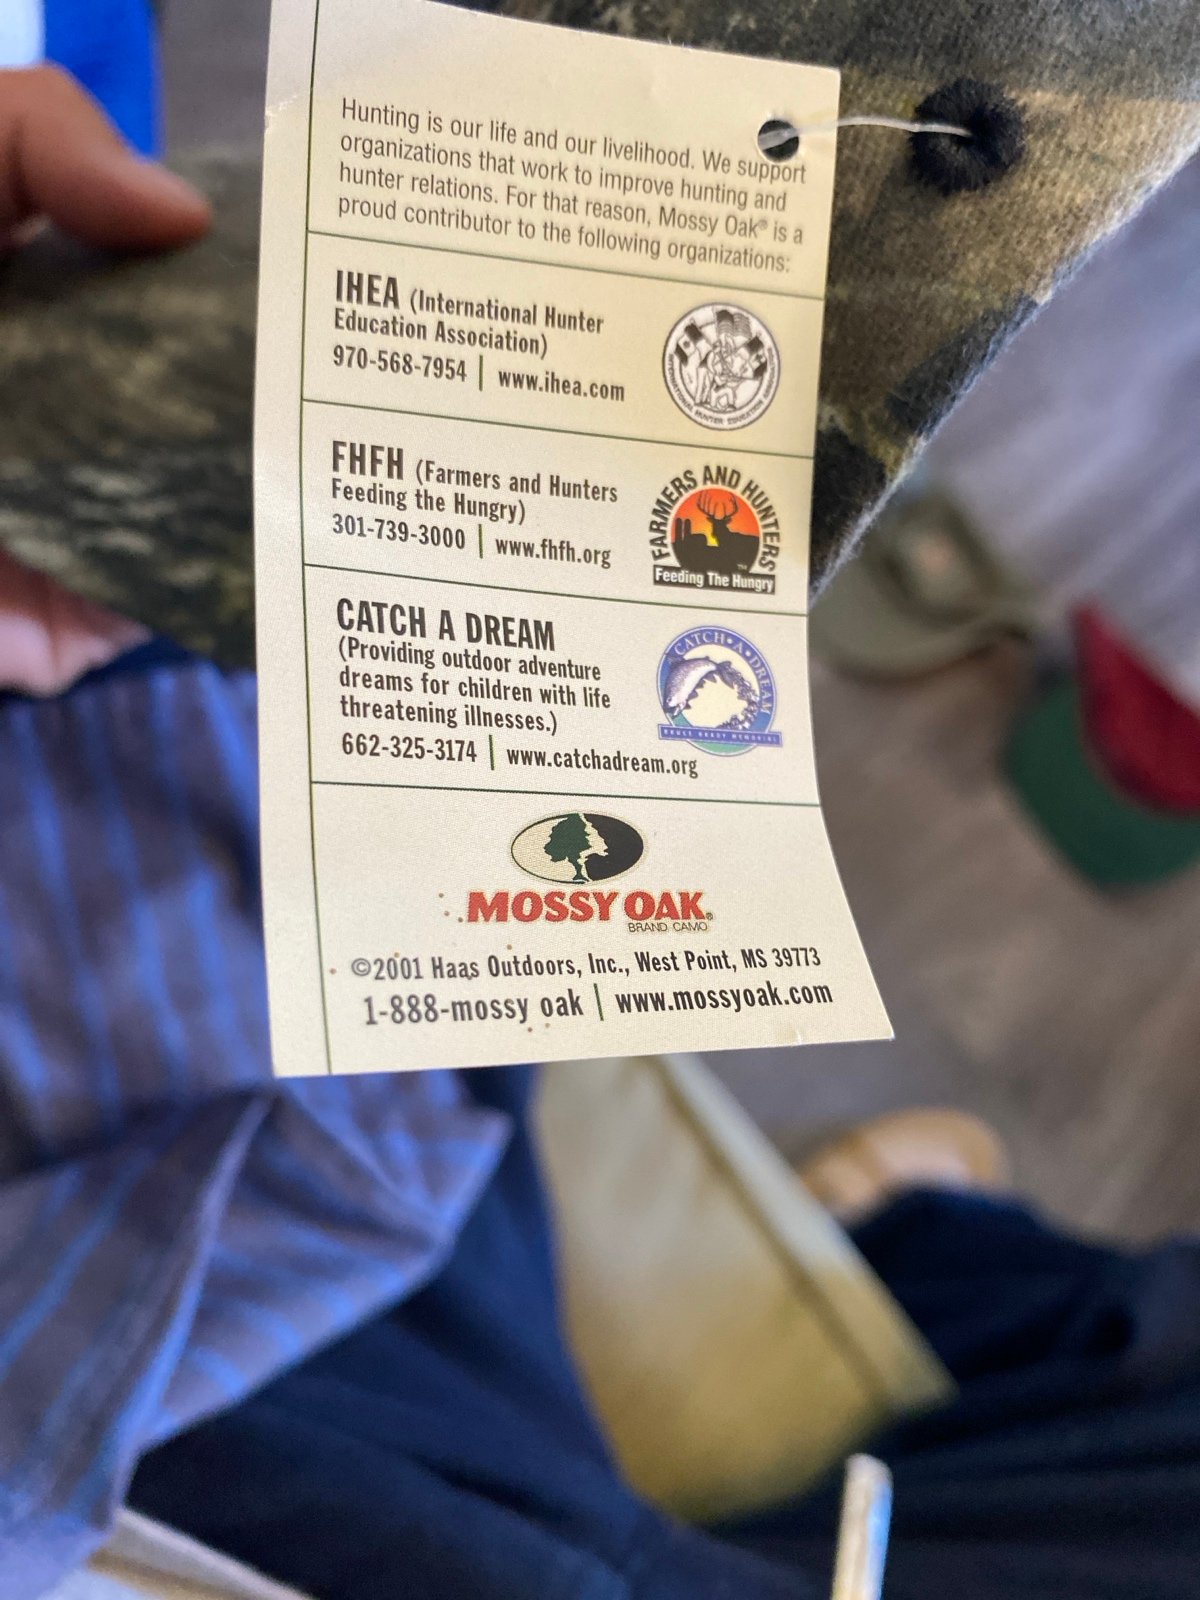 Hunting is our life and our livelihood. We support
organizations that work to improve hunting and
hunter relations. For that reason, Mossy Oak® is a
proud contributor to the following organizations:
IHEA (International Hunter
Education Association)
970-568-7954 | www.ihea.com
FHFH (Farmers and Hunters
Feeding the Hungry)
301-739-3000 | www.fhfh.org
FARMERS AND HUNTERS
Feeding The Hungry™
CATCH A DREAM
(Providing outdoor adventure
dreams for children with life
threatening illnesses.)
662-325-3174 | www.catchadream.org
CATCH•A•DREAM
BRUCE BRADY MEMORIAL
MOSSY OAK®
BRAND CAMO
©2001 Haas Outdoors, Inc., West Point, MS 39773
1-888-mossy oak | www.mossyoak.com